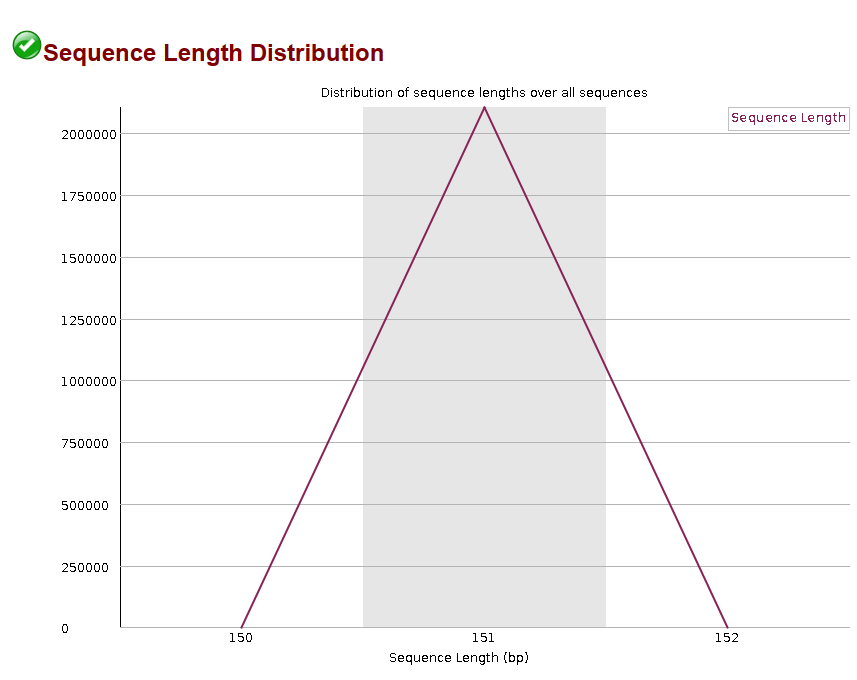 Sequence Length Distribution
Distribution of sequence lengths over all sequences
Sequence Length
2000000
1750000
1500000
1250000
1000000
750000
500000
250000
0
150 151 152
Sequence Length (bp)